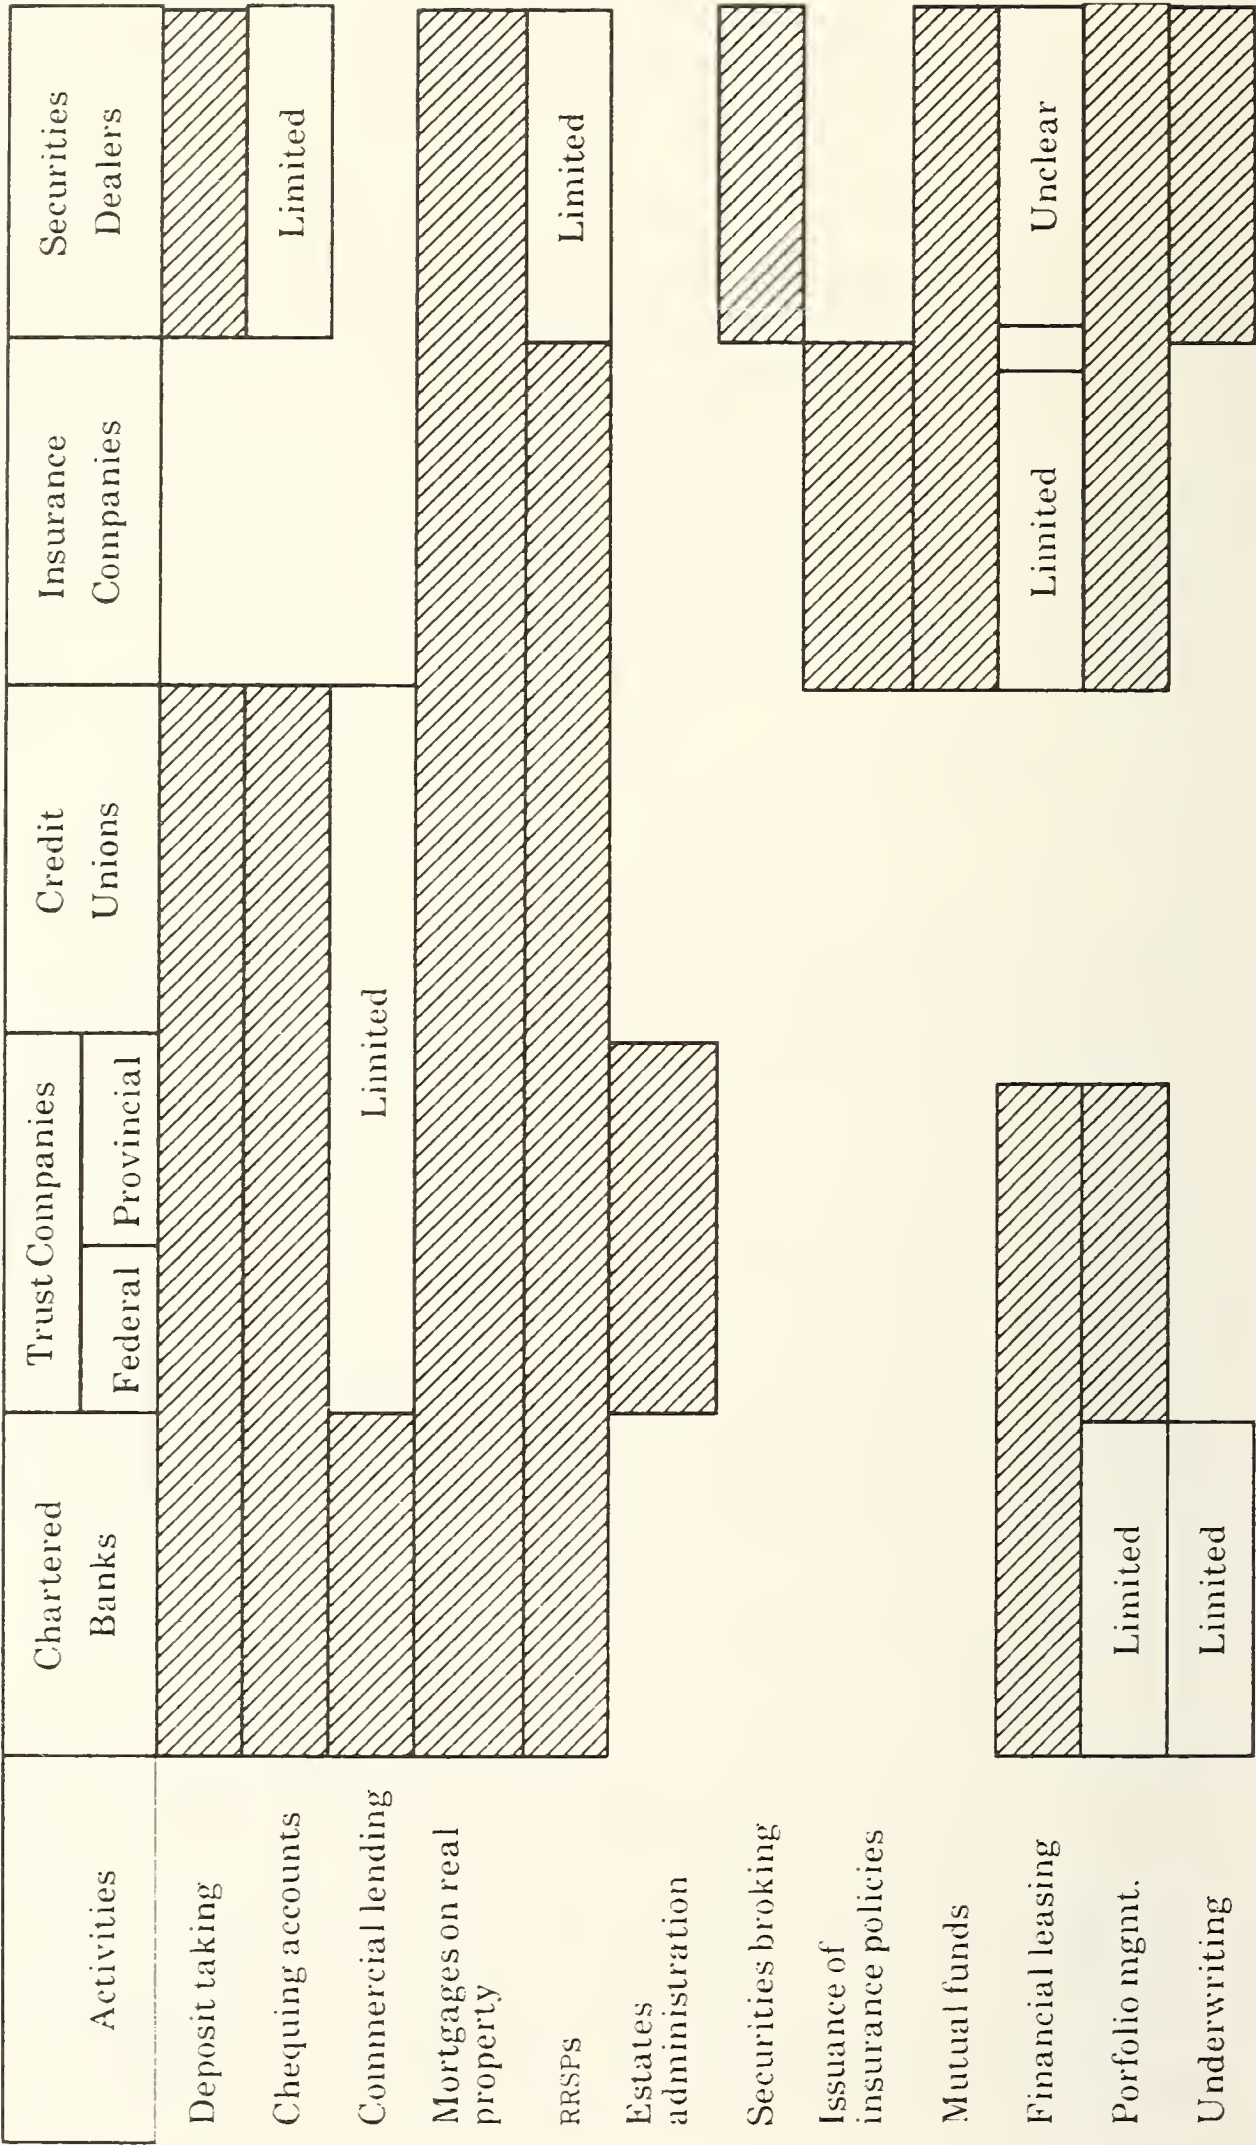 Activities
Chartered
Banks
Trust Companies
Federal
Provincial
Credit
Unions
Insurance
Companies
Securities
Dealers
Deposit taking
Chequing accounts
Limited
Commercial lending
Limited
Mortgages on real
property
RRSPs
Limited
Estates
administration
Securities broking
Issuance of
insurance policies
Mutual funds
Financial leasing
Limited
Unclear
Porfolio mgmt.
Limited
Underwriting
Limited